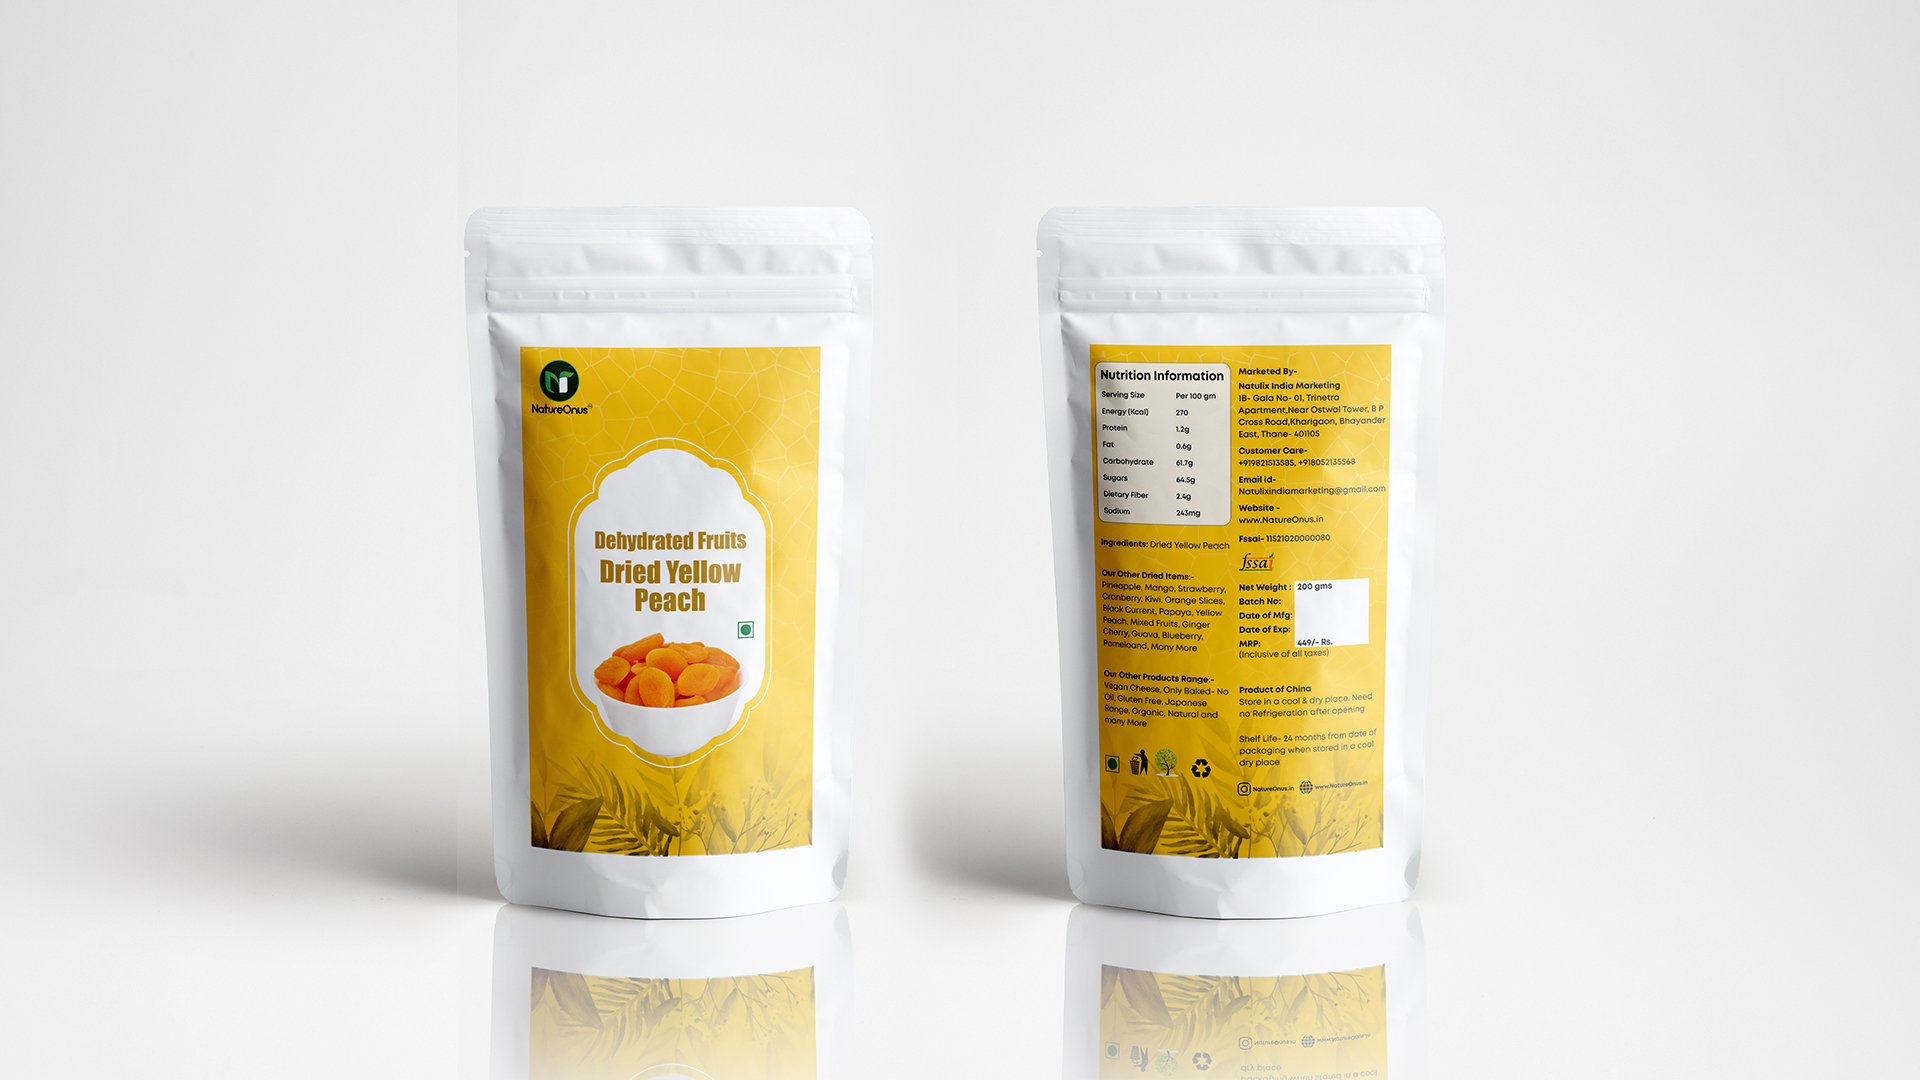 NatureOnus
Dehydrated Fruits
Dried Yellow
Peach
Nutrition Information
Serving Size Per 100 gm
Energy (Kcal) 270
Protein 1.2g
Fat 0.6g
Carbohydrate 61.7g
Sugars 64.5g
Dietary Fiber 2.4g
Sodium 243mg
Ingredients: Dried Yellow Peach
Our Other Dried Items:-
Pineapple, Mango, Strawberry,
Cranberry, Kiwi, Orange Slices,
Black Current, Papaya, Yellow
Peach, Mixed Fruits, Ginger
Cherry, Guava, Blueberry,
Pomeloand, Many More
Our Other Products Range:-
Vegan Cheese, Only Baked- No
Oil, Gluten Free, Japanese
Range, Organic, Natural and
many More
Marketed By-
Natulix India Marketing
1B- Gala No- 01, Trinetra
Apartment,Near Ostwal Tower, B P
Cross Road,Kharigaon, Bhayander
East, Thane- 401105
Customer Care-
+919821513585, +918052135568
Email id-
Natulixindiamarketing@gmail.com
Website -
www.NatureOnus.in
Fssai- 11521020000080
fssai
Net Weight : 200 gms
Batch No:
Date of Mfg:
Date of Exp:
MRP: 449/- Rs.
(Inclusive of all taxes)
Product of China
Store in a cool & dry place. Need
no Refrigeration after opening
Shelf Life- 24 months from date of
packaging when stored in a cool
dry place
NatureOnus.in www.NatureOnus.in